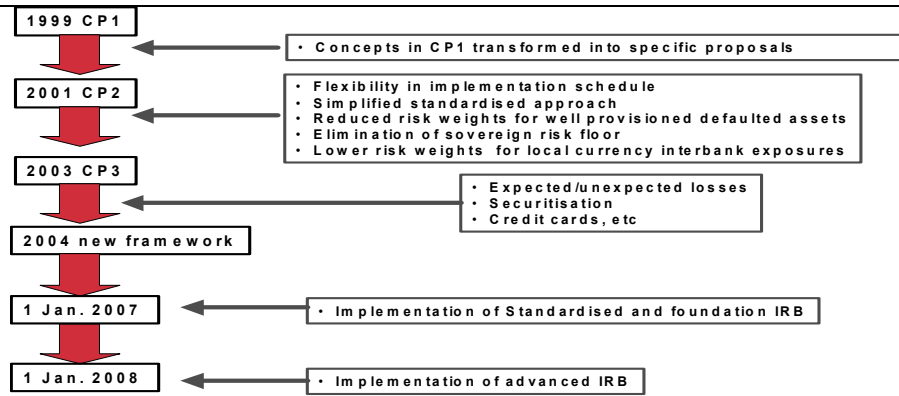 1999 CP1
• Concepts in CP1 transformed into specific proposals
2001 CP2
• Flexibility in implementation schedule
• Simplified standardised approach
• Reduced risk weights for well provisioned defaulted assets
• Elimination of sovereign risk floor
• Lower risk weights for local currency interbank exposures
2003 CP3
• Expected/unexpected losses
• Securitisation
• Credit cards, etc
2004 new framework
1 Jan. 2007
• Implementation of Standardised and foundation IRB
1 Jan. 2008
• Implementation of advanced IRB